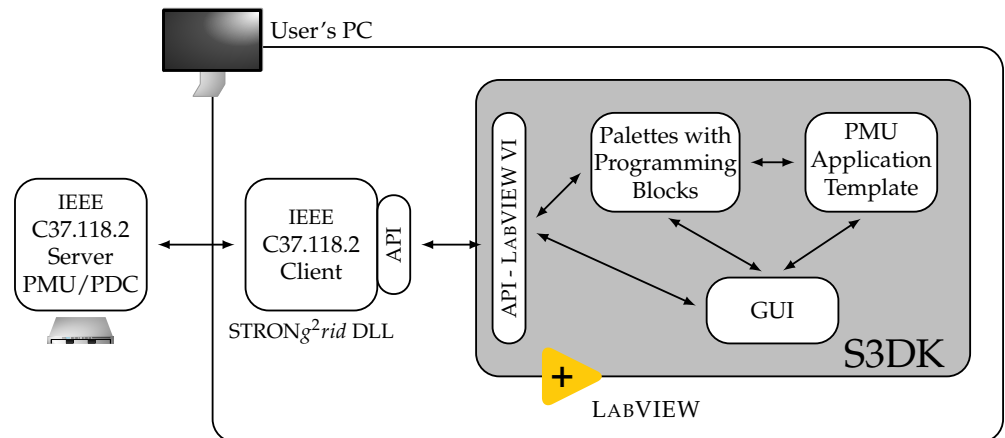 User's PC
IEEE
C37.118.2
Server
PMU/PDC
IEEE
C37.118.2
Client
API
STRONg²rid DLL
API - LABVIEW VI
Palettes with
Programming
Blocks
PMU
Application
Template
GUI
S3DK
+
LABVIEW